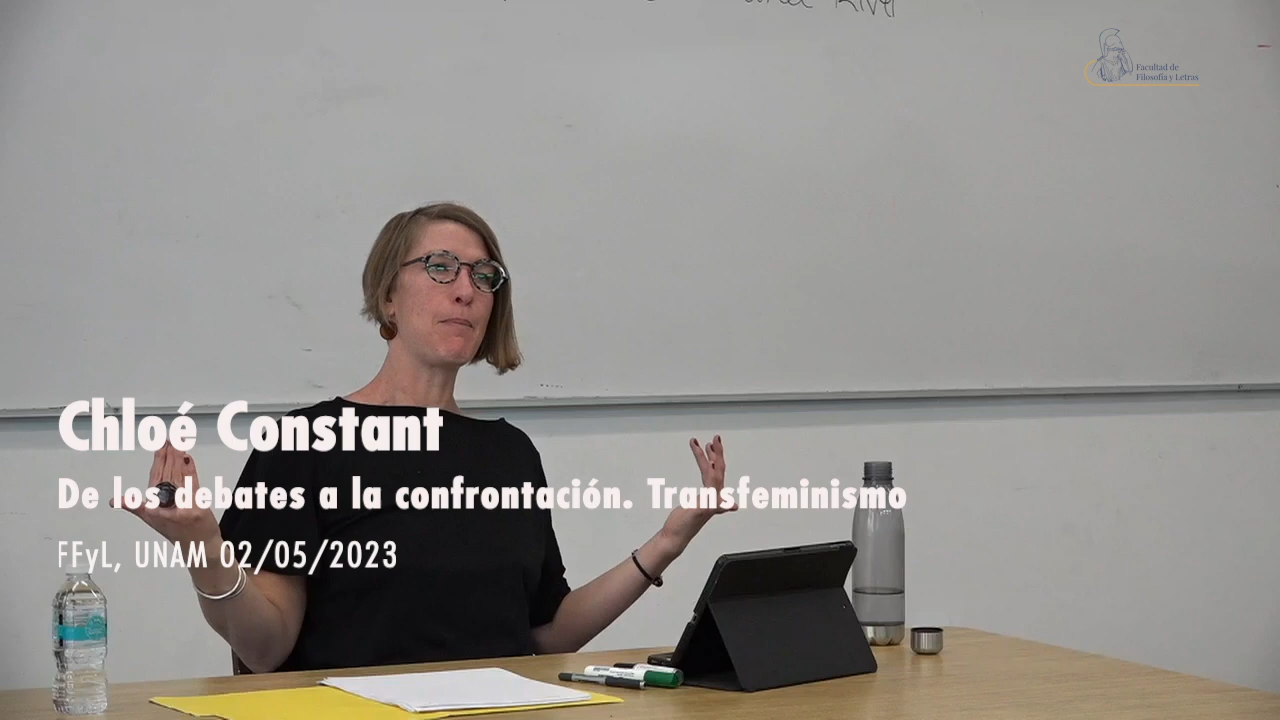 Facultad de
Filosofía y Letras
Chloé Constant
De los debates a la confrontación. Transfeminismo
FFyL, UNAM 02/05/2023